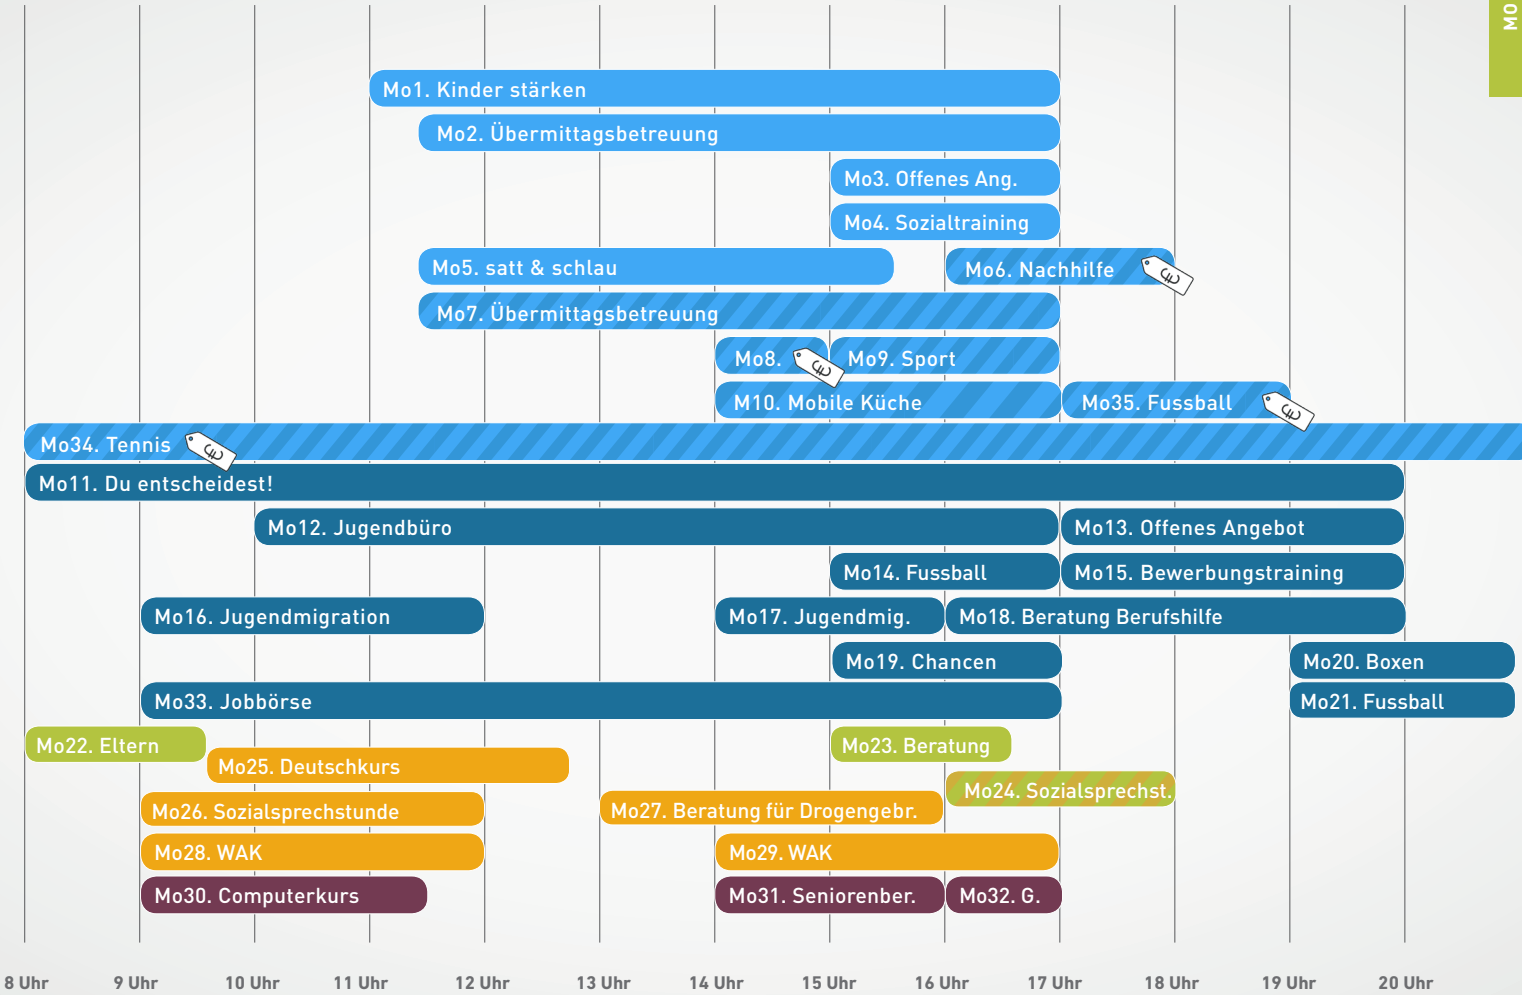 MO
Mo1. Kinder stärken
Mo2. Übermittagsbetreuung
Mo3. Offenes Ang.
Mo4. Sozialtraining
Mo5. satt & schlau
Mo6. Nachhilfe
€
Mo7. Übermittagsbetreuung
Mo8.
€
Mo9. Sport
M10. Mobile Küche
Mo35. Fussball
€
Mo34. Tennis
€
Mo11. Du entscheidest!
Mo12. Jugendbüro
Mo13. Offenes Angebot
Mo14. Fussball
Mo15. Bewerbungstraining
Mo16. Jugendmigration
Mo17. Jugendmig.
Mo18. Beratung Berufshilfe
Mo19. Chancen
Mo20. Boxen
Mo33. Jobbörse
Mo21. Fussball
Mo22. Eltern
Mo23. Beratung
Mo25. Deutschkurs
Mo24. Sozialsprechst.
Mo26. Sozialsprechstunde
Mo27. Beratung für Drogengebr.
Mo28. WAK
Mo29. WAK
Mo30. Computerkurs
Mo31. Seniorenber.
Mo32. G.
8 Uhr
9 Uhr
10 Uhr
11 Uhr
12 Uhr
13 Uhr
14 Uhr
15 Uhr
16 Uhr
17 Uhr
18 Uhr
19 Uhr
20 Uhr